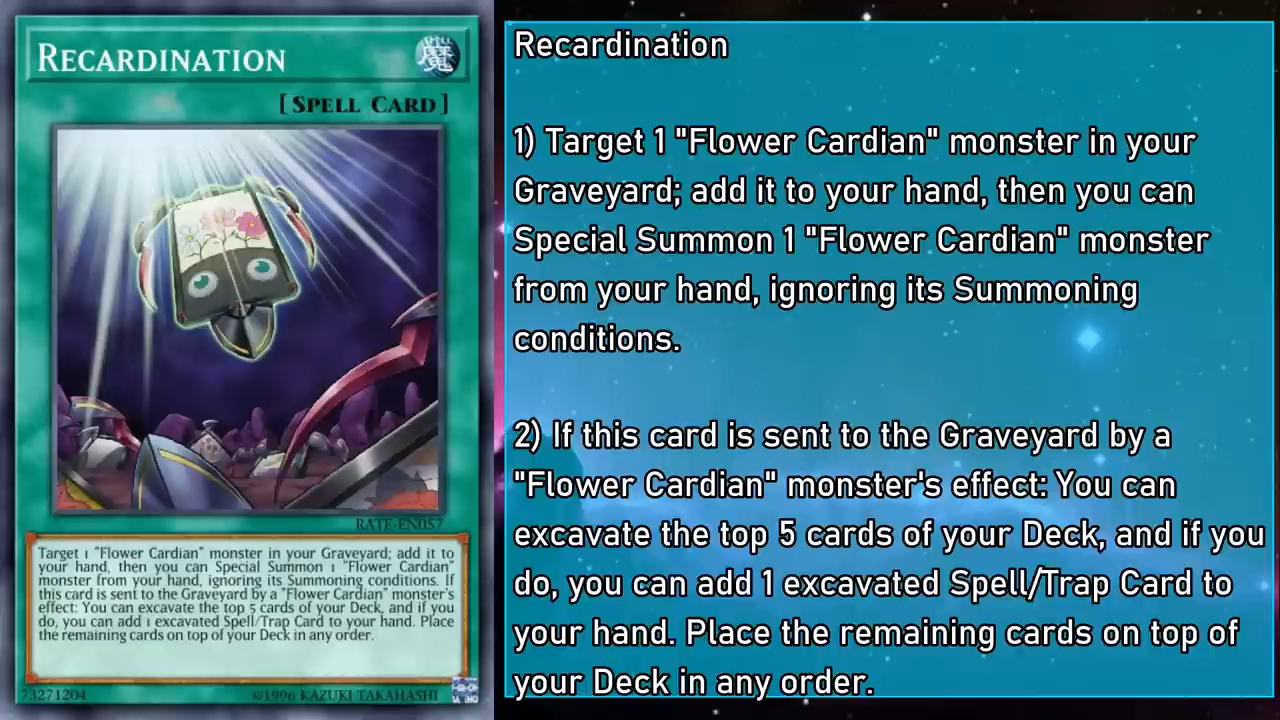 RECARDINATION
魔
[SPELL CARD]
RATE-EN057
Target 1 "Flower Cardian" monster in your Graveyard; add it to
your hand, then you can Special Summon 1 "Flower Cardian"
monster from your hand, ignoring its Summoning conditions. If
this card is sent to the Graveyard by a "Flower Cardian" monster's
effect: You can excavate the top 5 cards of your Deck, and if you
do, you can add 1 excavated Spell/Trap Card to your hand. Place
the remaining cards on top of your Deck in any order.
73271204
©1996 KAZUKI TAKAHASHI
Recardination
1) Target 1 "Flower Cardian" monster in your
Graveyard; add it to your hand, then you can
Special Summon 1 "Flower Cardian" monster
from your hand, ignoring its Summoning
conditions.
2) If this card is sent to the Graveyard by a
"Flower Cardian" monster's effect: You can
excavate the top 5 cards of your Deck, and if you
do, you can add 1 excavated Spell/Trap Card to
your hand. Place the remaining cards on top of
your Deck in any order.